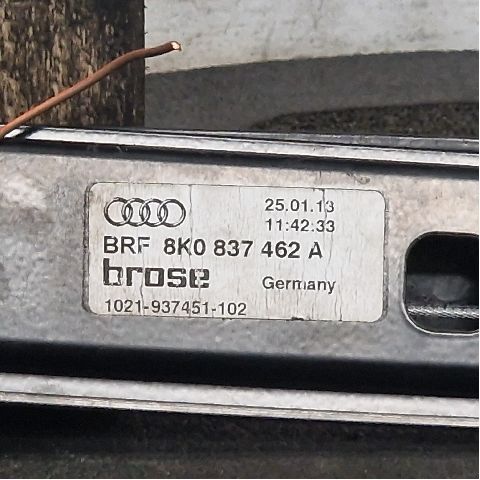 25.01.13
11:42:33
BRF 8K0 837 462 A
brose Germany
1021-937451-102